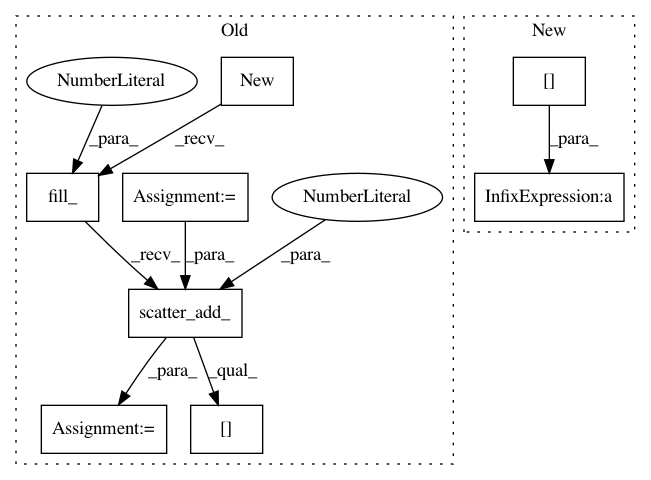 Old
New
NumberLiteral
New
[]
_para_
_recv_
_para_
fill_
Assignment:=
NumberLiteral
InfixExpression:a
_recv_
_para_
_para_
scatter_add_
_para_
_qual_
Assignment:=
[]